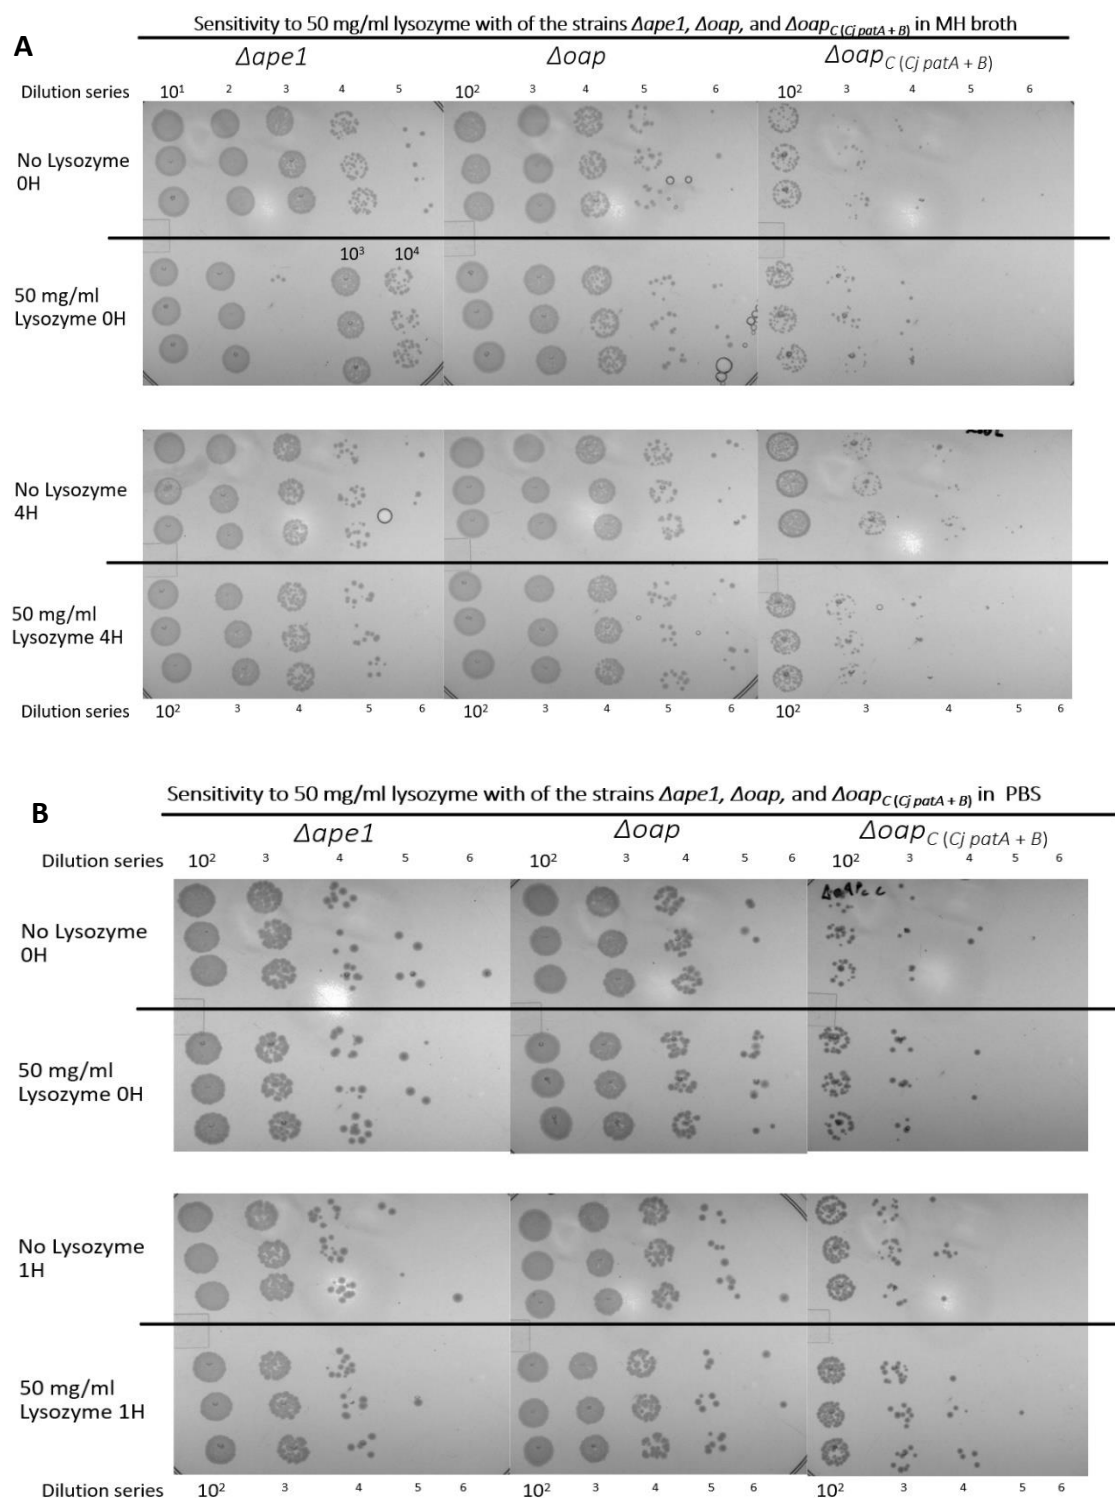 A
Sensitivity to 50 mg/ml lysozyme with of the strains Δape1, Δoap, and Δoap C (Cj patA + B) in MH broth
Δape1 Δoap Δoap C (Cj patA + B)
Dilution series 10¹ 2 3 4 5 10² 3 4 5 6 10² 3 4 5 6
No Lysozyme
0H
10³ 10⁴
50 mg/ml
Lysozyme 0H
No Lysozyme
4H
50 mg/ml
Lysozyme 4H
Dilution series 10² 3 4 5 6 3 4 5 6 10² 3 4 5 6
10²
B
Sensitivity to 50 mg/ml lysozyme with of the strains Δape1, Δoap, and Δoap C (Cj patA + B) in PBS
Δape1 Δoap Δoap C (Cj patA + B)
Dilution series 10² 3 4 5 6 10² 3 4 5 6 10² 3 4 5 6
No Lysozyme
0H
50 mg/ml
Lysozyme 0H
No Lysozyme
1H
50 mg/ml
Lysozyme 1H
Dilution series 10² 3 4 5 6 10² 3 4 5 6 10² 3 4 5 6